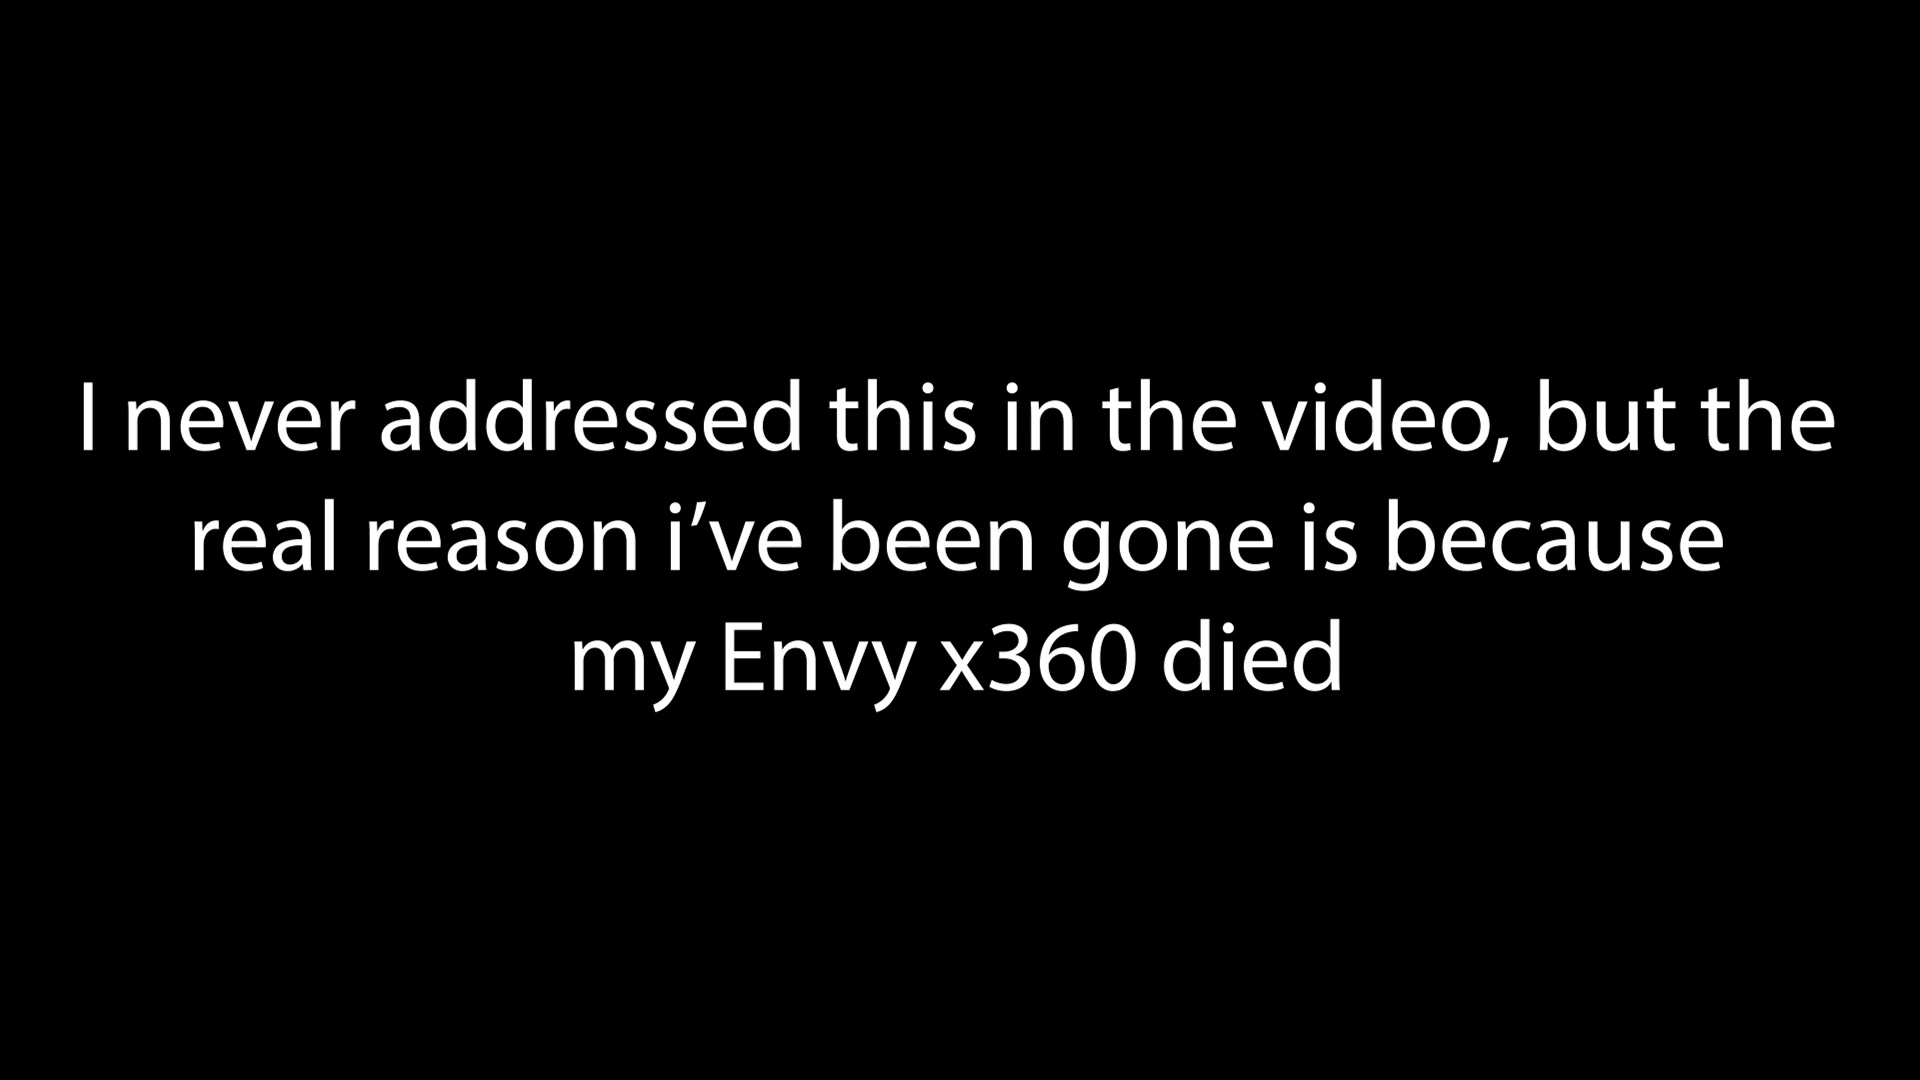 I never addressed this in the video, but the
real reason i’ve been gone is because
my Envy x360 died